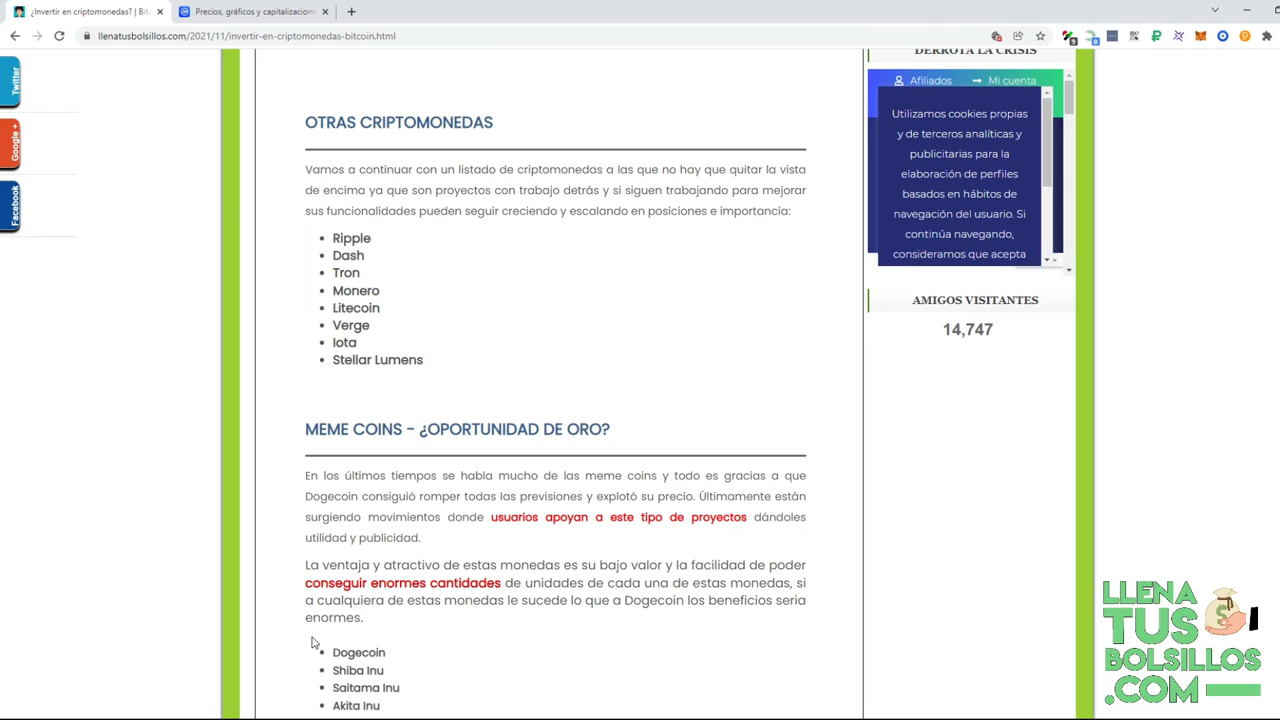 ¿Invertir en criptomonedas? | Bit
Precios, gráficos y capitalizacion
llenatusbolsillos.com/2021/11/invertir-en-criptomonedas-bitcoin.html
Twitter
Google +
Facebook
OTRAS CRIPTOMONEDAS
Vamos a continuar con un listado de criptomonedas a las que no hay que quitar la vista
de encima ya que son proyectos con trabajo detrás y si siguen trabajando para mejorar
sus funcionalidades pueden seguir creciendo y escalando en posiciones e importancia:
Ripple
Dash
Tron
Monero
Litecoin
Verge
Iota
Stellar Lumens
MEME COINS - ¿OPORTUNIDAD DE ORO?
En los últimos tiempos se habla mucho de las meme coins y todo es gracias a que
Dogecoin consiguió romper todas las previsiones y explotó su precio. Últimamente están
surgiendo movimientos donde usuarios apoyan a este tipo de proyectos dándoles
utilidad y publicidad.
La ventaja y atractivo de estas monedas es su bajo valor y la facilidad de poder
conseguir enormes cantidades de unidades de cada una de estas monedas, si
a cualquiera de estas monedas le sucede lo que a Dogecoin los beneficios seria
enormes.
Dogecoin
Shiba Inu
Saitama Inu
Akita Inu
DERROTA LA CRISIS
Afiliados
Mi cuenta
Utilizamos cookies propias
y de terceros analíticas y
publicitarias para la
elaboración de perfiles
basados en hábitos de
navegación del usuario. Si
continúa navegando,
consideramos que acepta
AMIGOS VISITANTES
14,747
LLENA
TUS
BOLSILLOS
.COM